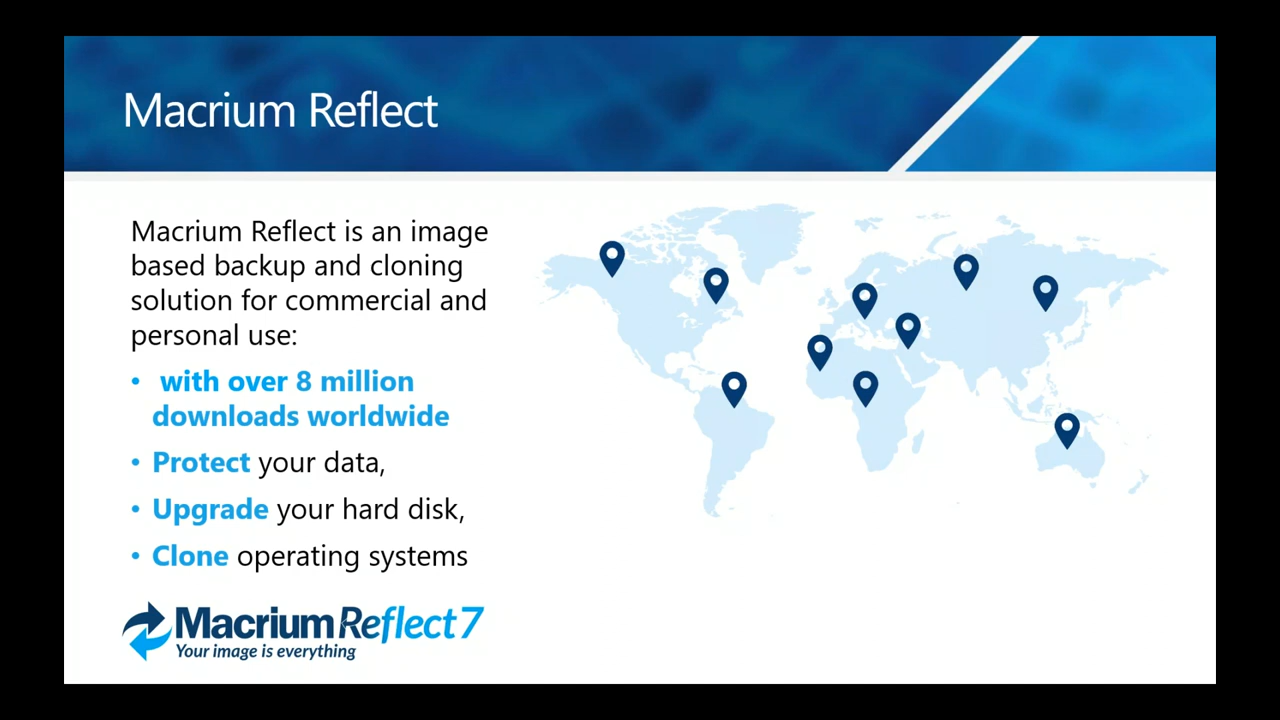 Macrium Reflect
Macrium Reflect is an image
based backup and cloning
solution for commercial and
personal use:
• with over 8 million
downloads worldwide
• Protect your data,
• Upgrade your hard disk,
• Clone operating systems
Macrium Reflect 7
Your image is everything